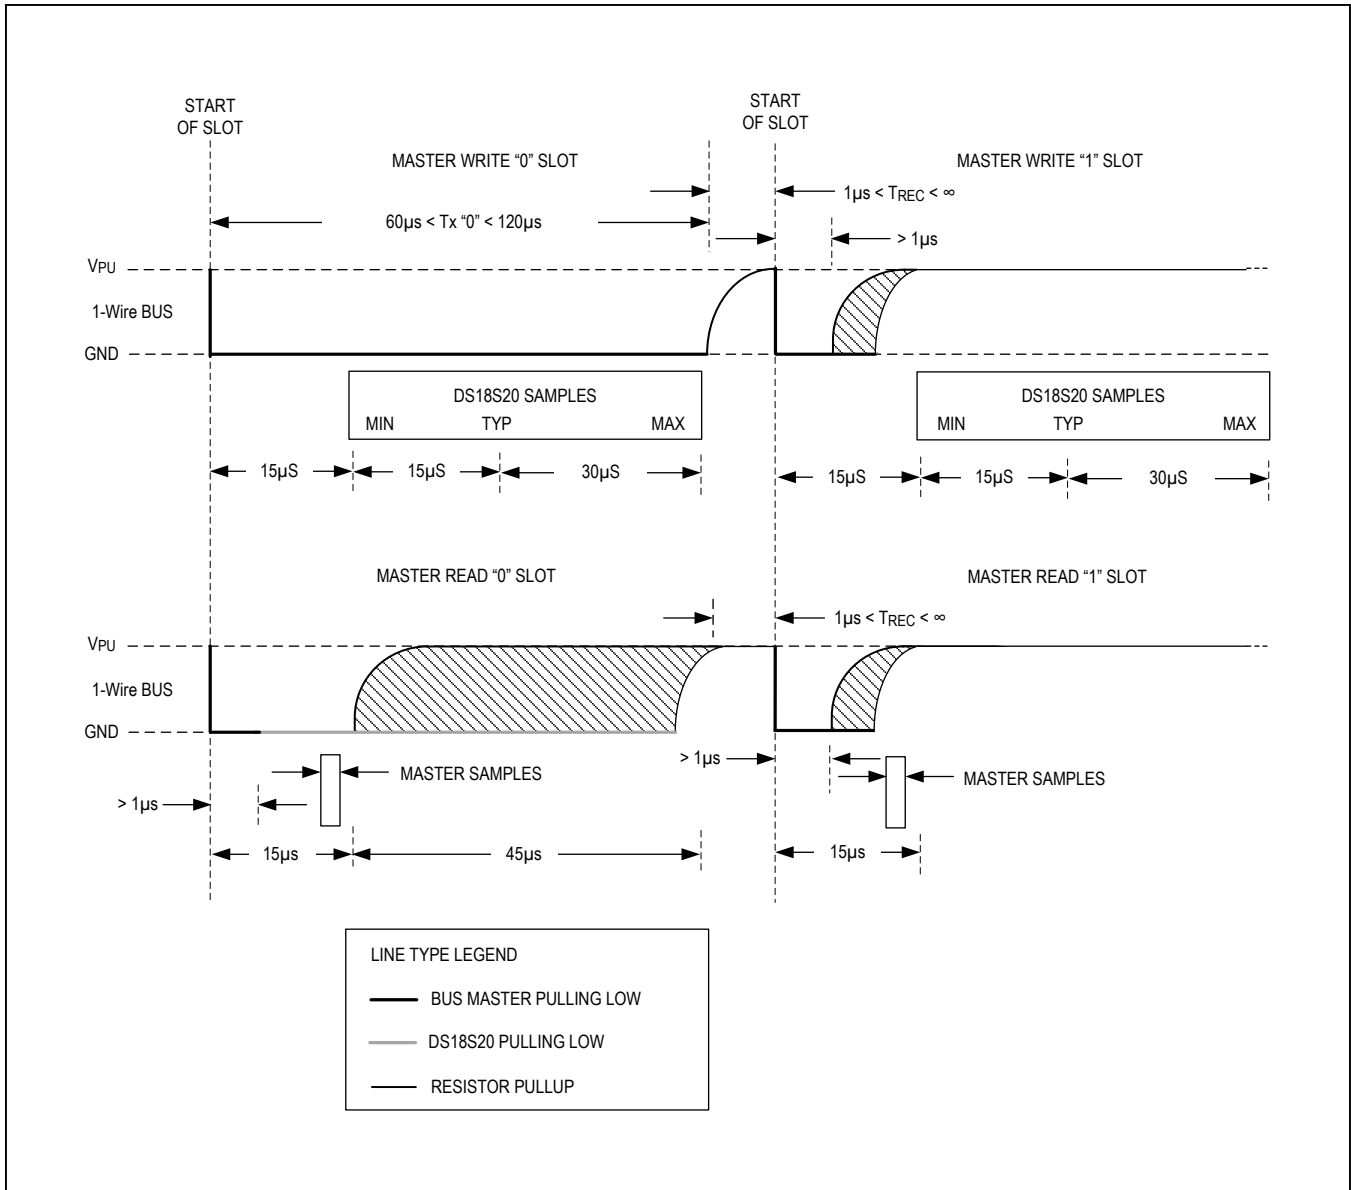 START
OF SLOT
START
OF SLOT
MASTER WRITE “0” SLOT
MASTER WRITE “1” SLOT
1µs < TREC < ∞
60µs < Tx “0” < 120µs
> 1µs
VPU
1-Wire BUS
GND
DS18S20 SAMPLES
MIN TYP MAX
DS18S20 SAMPLES
MIN TYP MAX
15µS 15µS 30µS
15µS 15µS 30µS
MASTER READ “0” SLOT
MASTER READ “1” SLOT
1µs < TREC < ∞
VPU
1-Wire BUS
GND
> 1µs
MASTER SAMPLES
MASTER SAMPLES
> 1µs
15µs 45µs
15µs
LINE TYPE LEGEND
BUS MASTER PULLING LOW
DS18S20 PULLING LOW
RESISTOR PULLUP